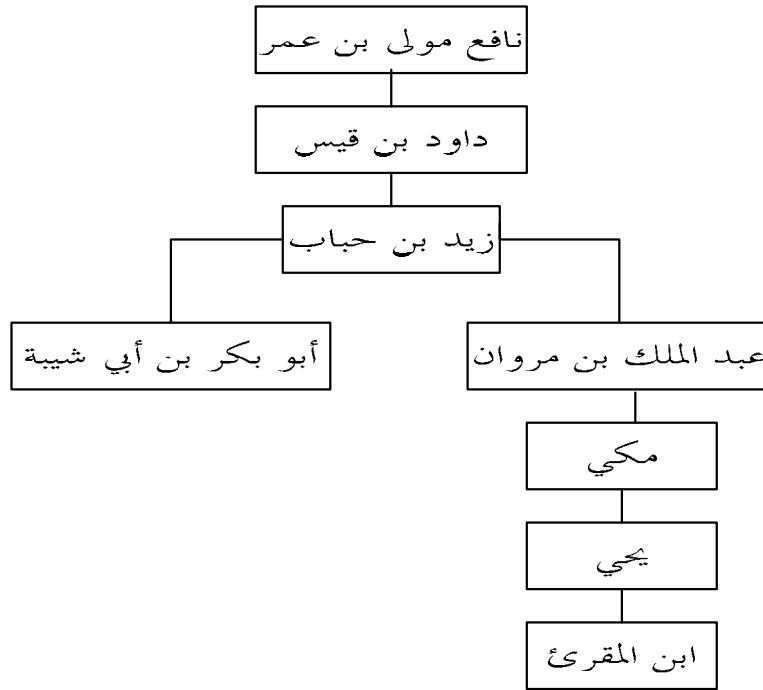 نافع مولى بن عمر
داود بن قيس
زيد بن حباب
عبد الملك بن مروان
أبو بكر بن أبي شيبة
مكي
يحي
ابن المقرئ